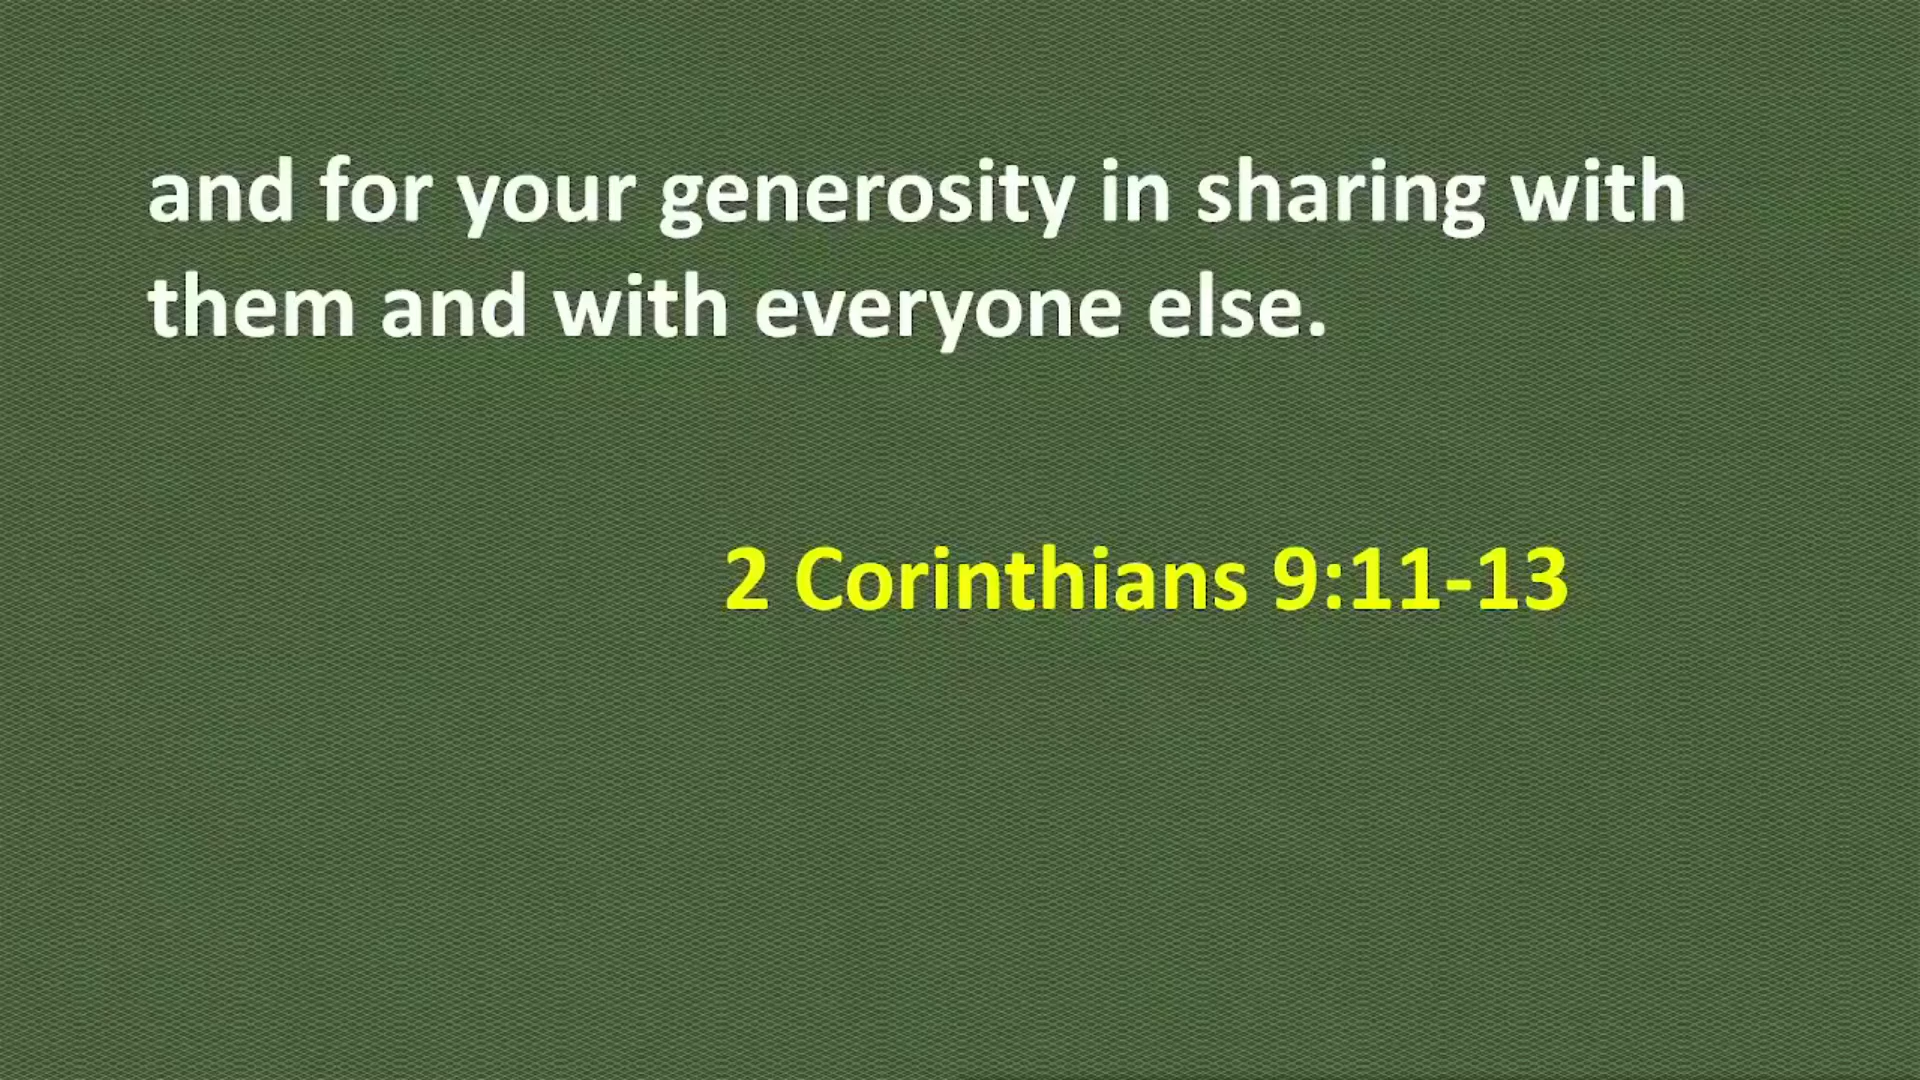 and for your generosity in sharing with
them and with everyone else.
2 Corinthians 9:11-13